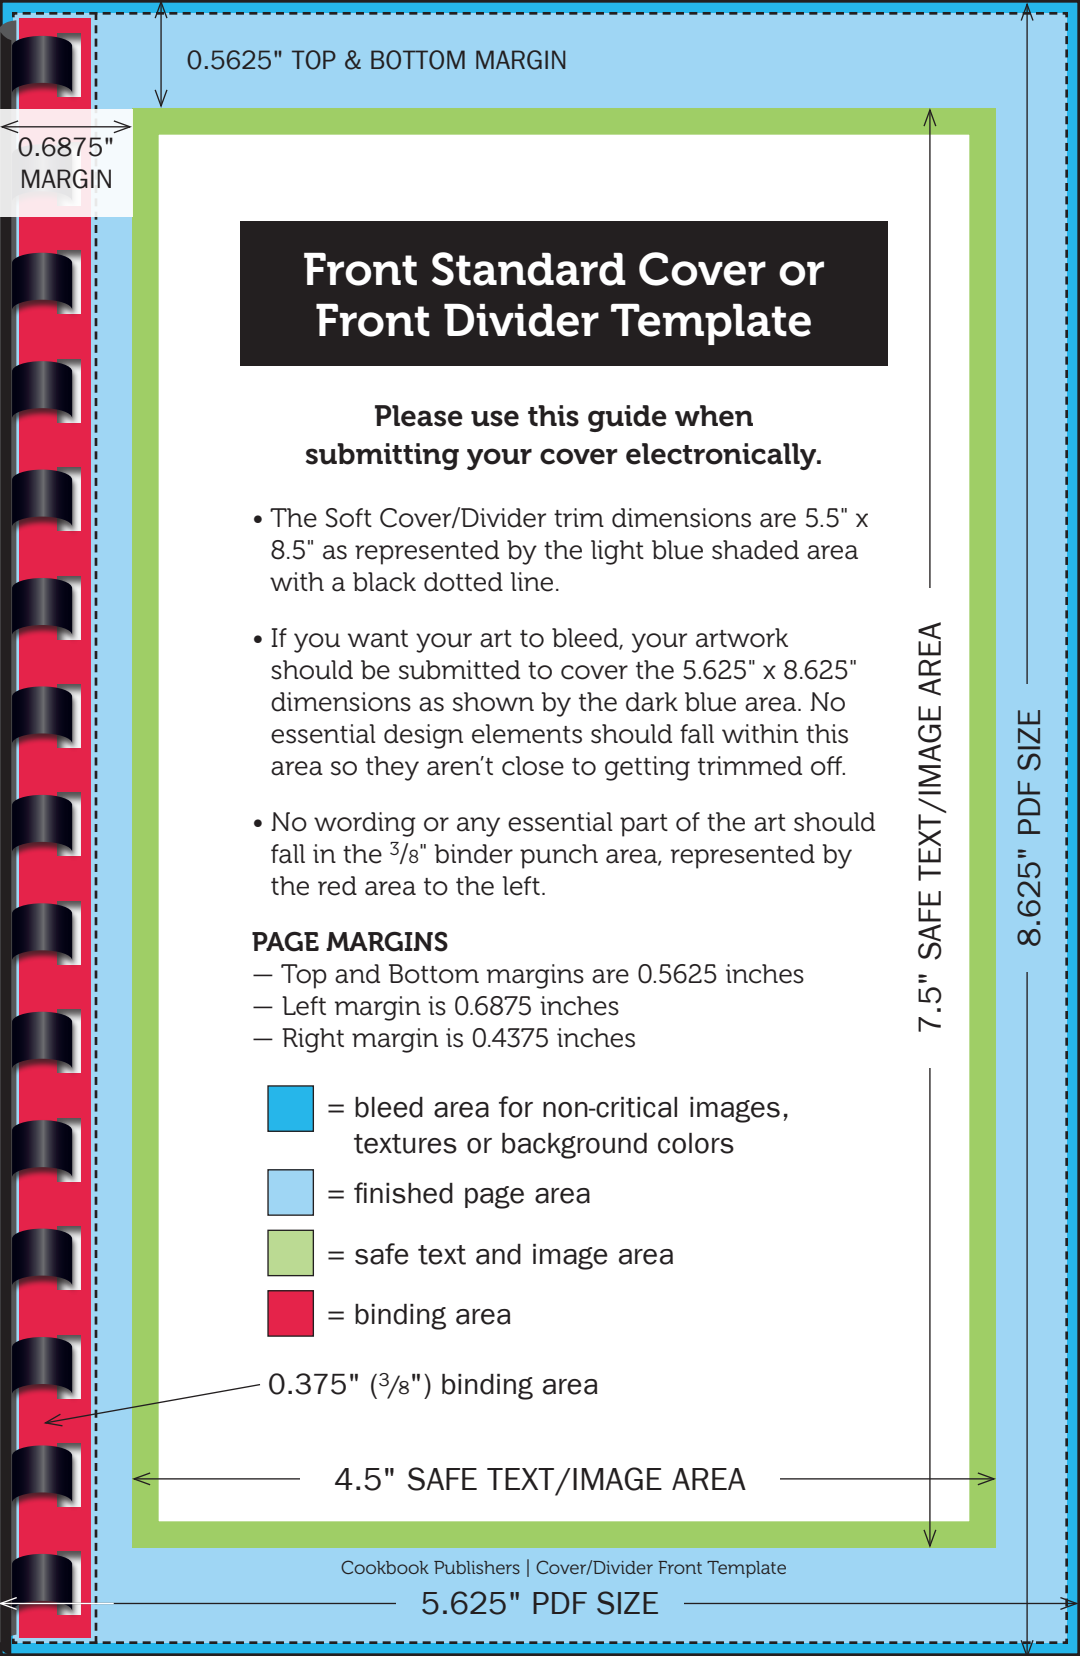 0.5625" TOP & BOTTOM MARGIN
0.6875"
MARGIN
Front Standard Cover or
Front Divider Template
Please use this guide when
submitting your cover electronically.
• The Soft Cover/Divider trim dimensions are 5.5" x
8.5" as represented by the light blue shaded area
with a black dotted line.
• If you want your art to bleed, your artwork
should be submitted to cover the 5.625" x 8.625"
dimensions as shown by the dark blue area. No
essential design elements should fall within this
area so they aren’t close to getting trimmed off.
• No wording or any essential part of the art should
fall in the 3/8" binder punch area, represented by
the red area to the left.
PAGE MARGINS
— Top and Bottom margins are 0.5625 inches
— Left margin is 0.6875 inches
— Right margin is 0.4375 inches
= bleed area for non-critical images,
textures or background colors
= finished page area
= safe text and image area
= binding area
0.375" (3/8") binding area
4.5" SAFE TEXT/IMAGE AREA
7.5" SAFE TEXT/IMAGE AREA
8.625" PDF SIZE
Cookbook Publishers | Cover/Divider Front Template
5.625" PDF SIZE